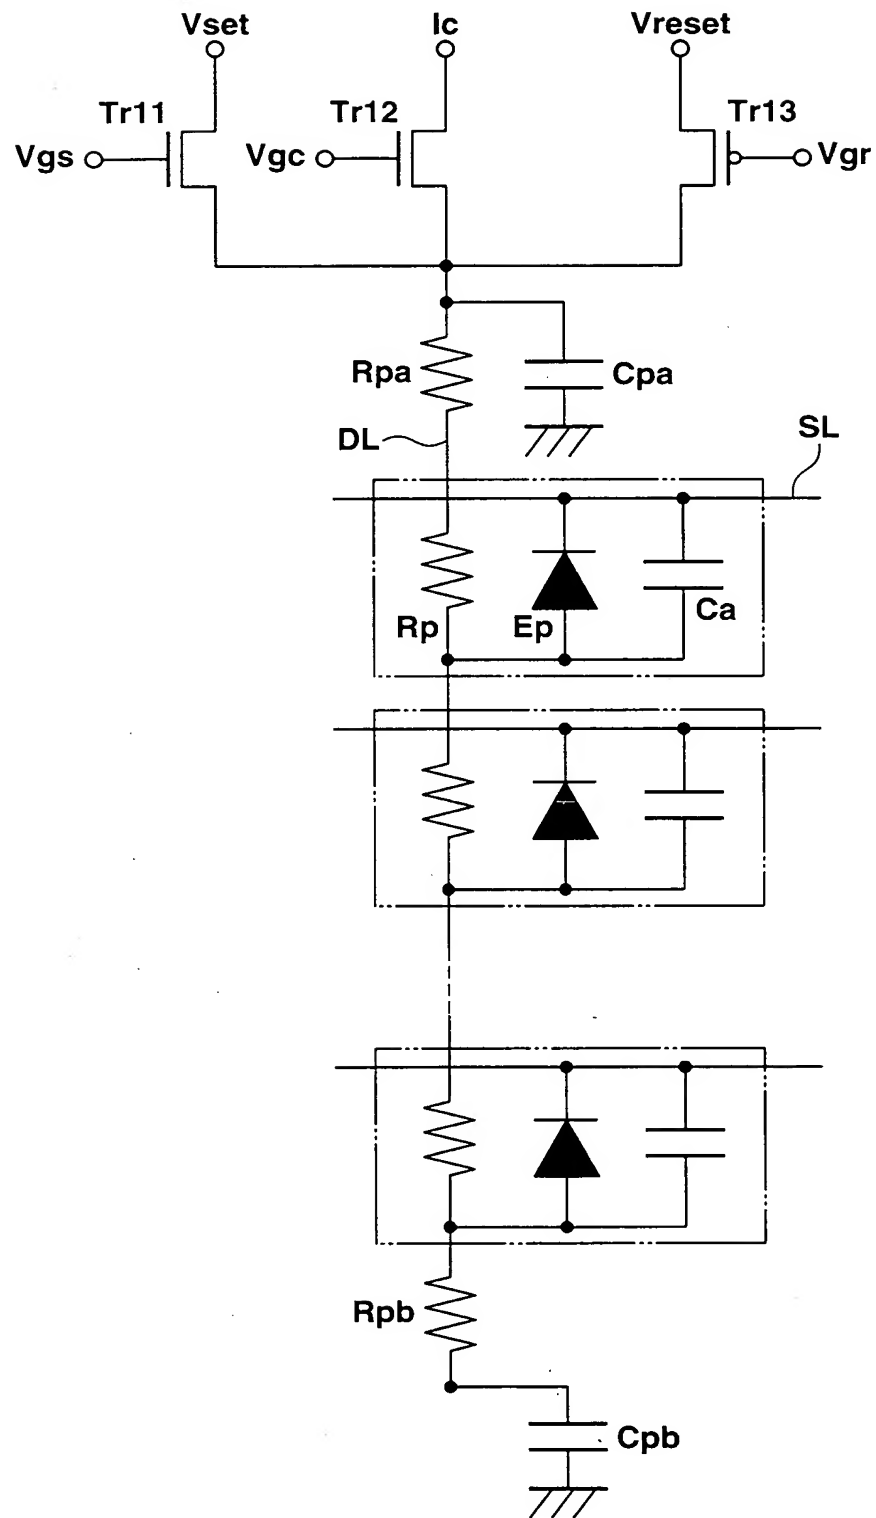 Vset
Ic
Vreset
Tr11
Tr12
Tr13
Vgs
Vgc
Vgr
Rpa
Cpa
DL
SL
Rp
Ep
Ca
Rpb
Cpb